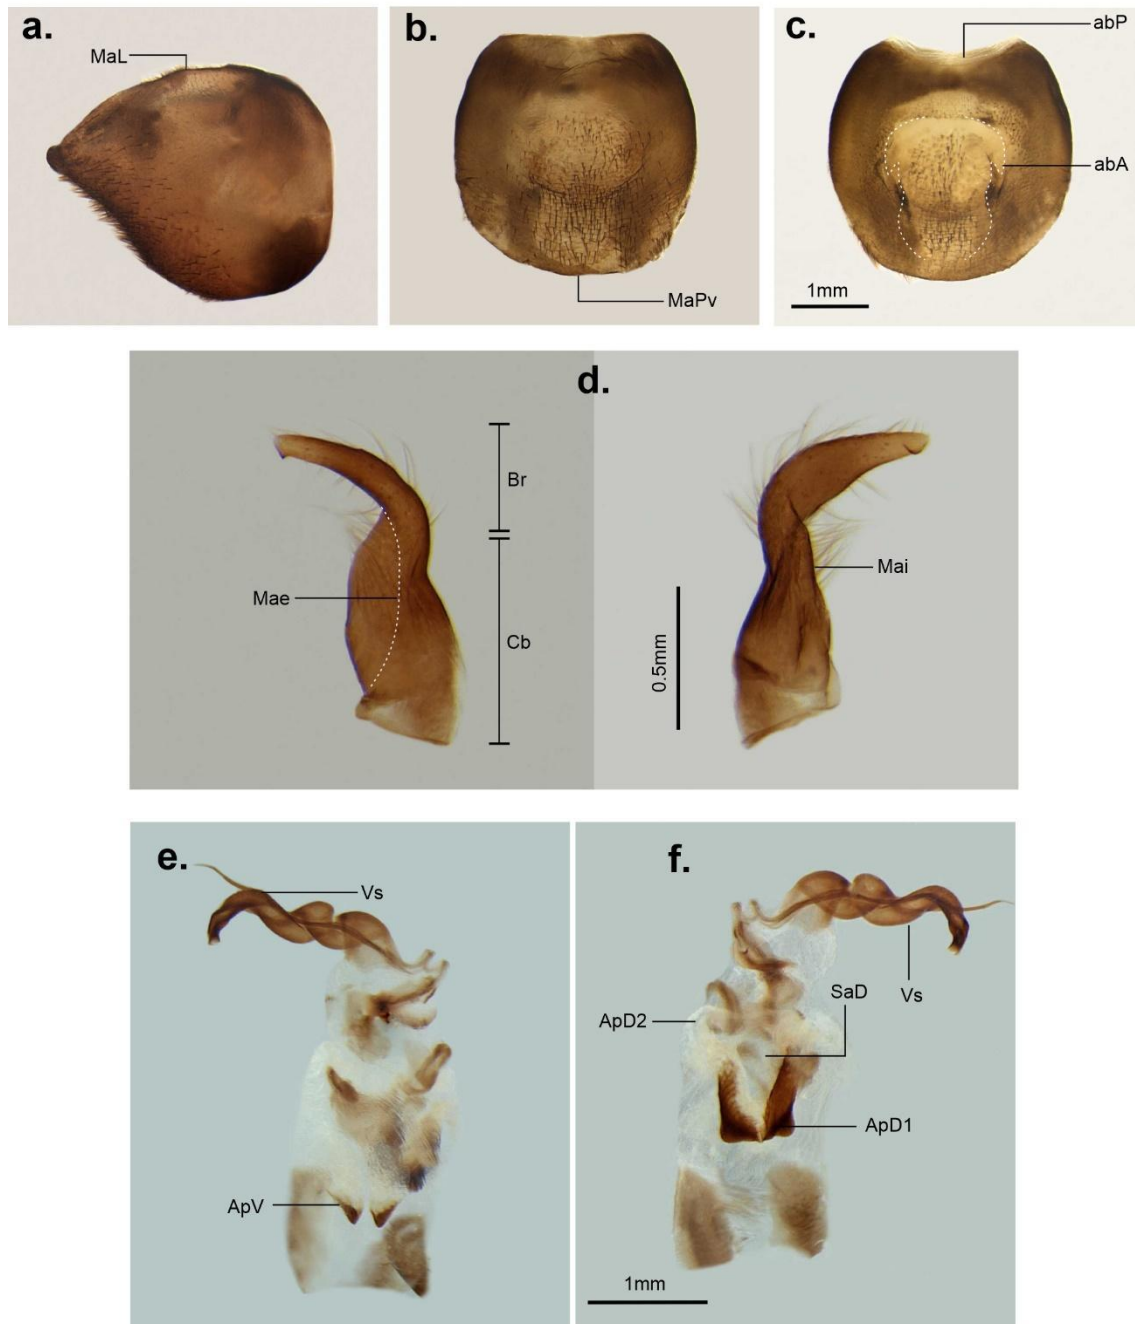 a.
MaL
b.
MaPv
c.
abP
abA
1mm
d.
Br
Mae
Cb
Mai
0.5mm
e.
Vs
ApV
f.
SaD
Vs
ApD2
ApD1
1mm